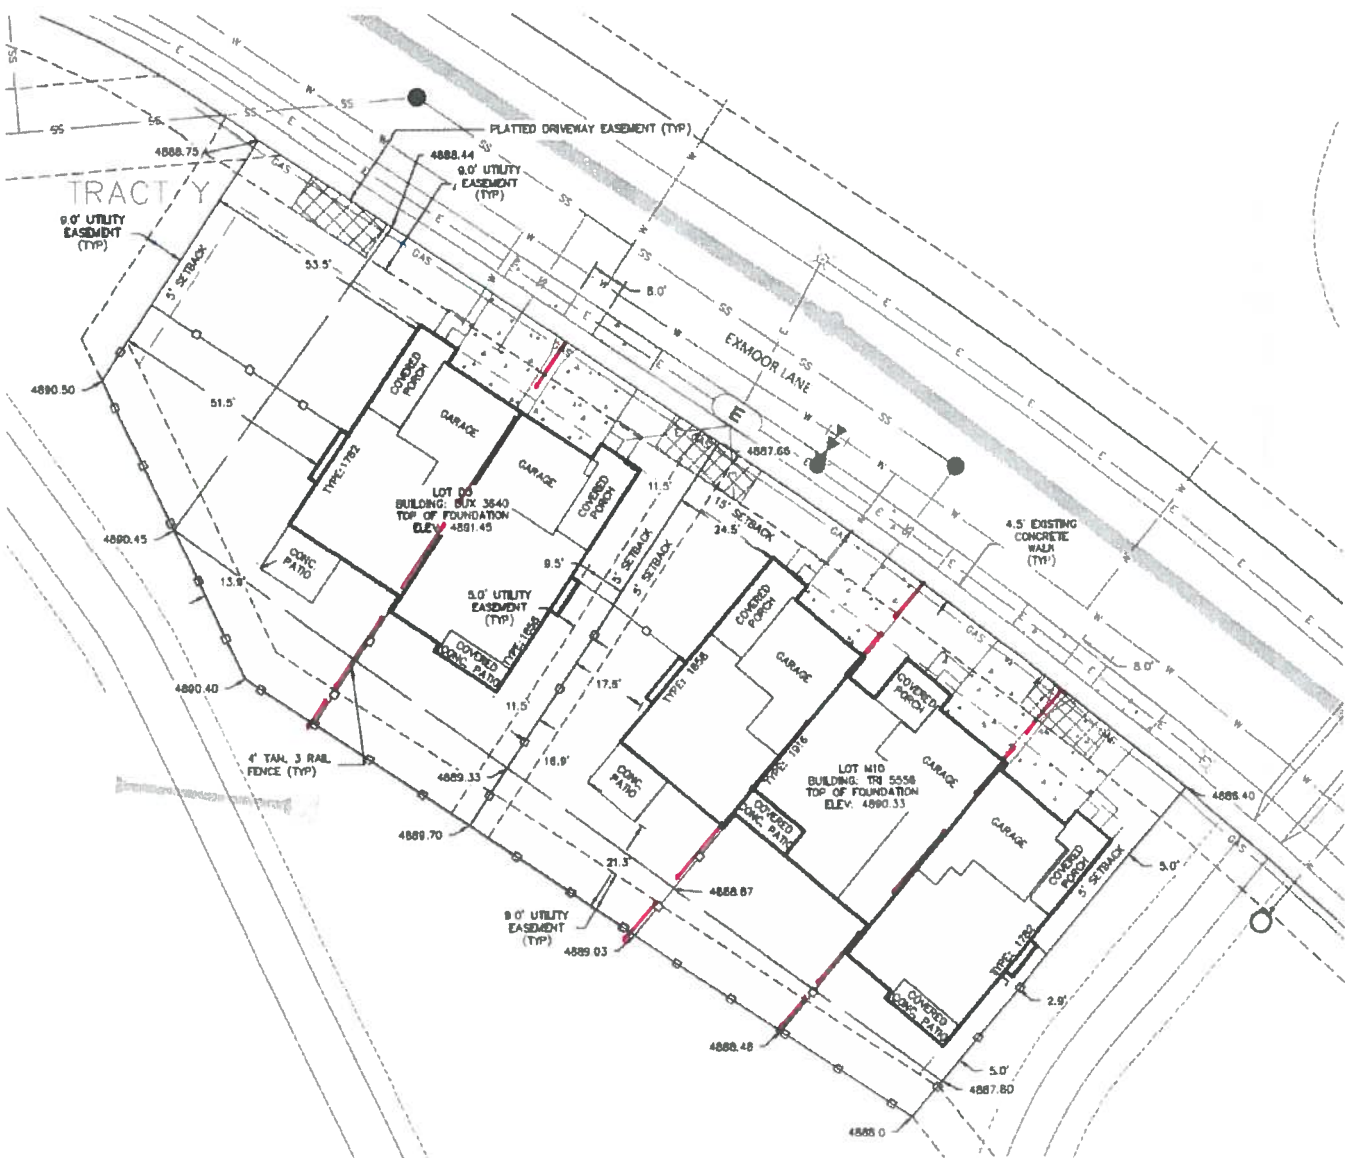 PLATTED DRIVEWAY EASEMENT (TYP)
4888.75
4888.44
9.0' UTILITY
EASEMENT
(TYP)
TRACT Y
9.0' UTILITY
EASEMENT
(TYP)
5' SETBACK
53.5'
GAS
8.0'
EXMOOR LANE
4890.50
51.5'
COVERED
PORCH
GARAGE
TYPE: 1782
GARAGE
COVERED
PORCH
LOT D5
BUILDING: DUX 3640
TOP OF FOUNDATION
ELEV: 4891.45
4887.66
11.5'
15' SETBACK
24.5'
4.5' EXISTING
CONCRETE
WALK
(TYP)
4890.45
CONC.
PATIO
13.9'
9.5'
5' SETBACK
5' SETBACK
5.0' UTILITY
EASEMENT
(TYP)
TYPE: 1858
COVERED
CONC. PATIO
COVERED
PORCH
GARAGE
TYPE: 1858
GAS
8.0'
4890.40
17.5'
11.5'
COVERED
PORCH
4' TAN, 3 RAIL
FENCE (TYP)
4889.33
16.9'
CONC.
PATIO
TYPE: 1916
GARAGE
LOT M10
BUILDING: TRI 5556
TOP OF FOUNDATION
ELEV: 4890.33
4886.40
4889.70
COVERED
CONC. PATIO
GARAGE
COVERED
PORCH
5' SETBACK
5.0'
GAS
21.3'
4888.87
9.0' UTILITY
EASEMENT
(TYP)
4889.03
TYPE: 1782
COVERED
CONC. PATIO
2.9'
4888.48
5.0'
4887.80
4888.0